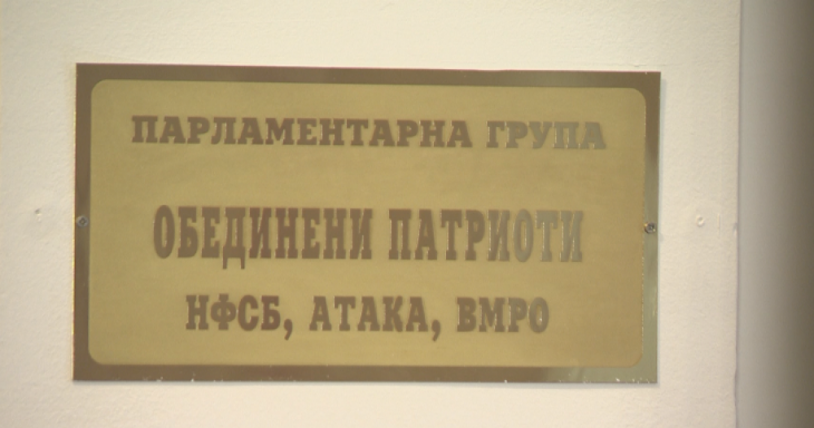 ПАРЛАМЕНТАРНА ГРУПА
ОБЕДИНЕНИ ПАТРИОТИ
НФСБ, АТАКА, ВМРО